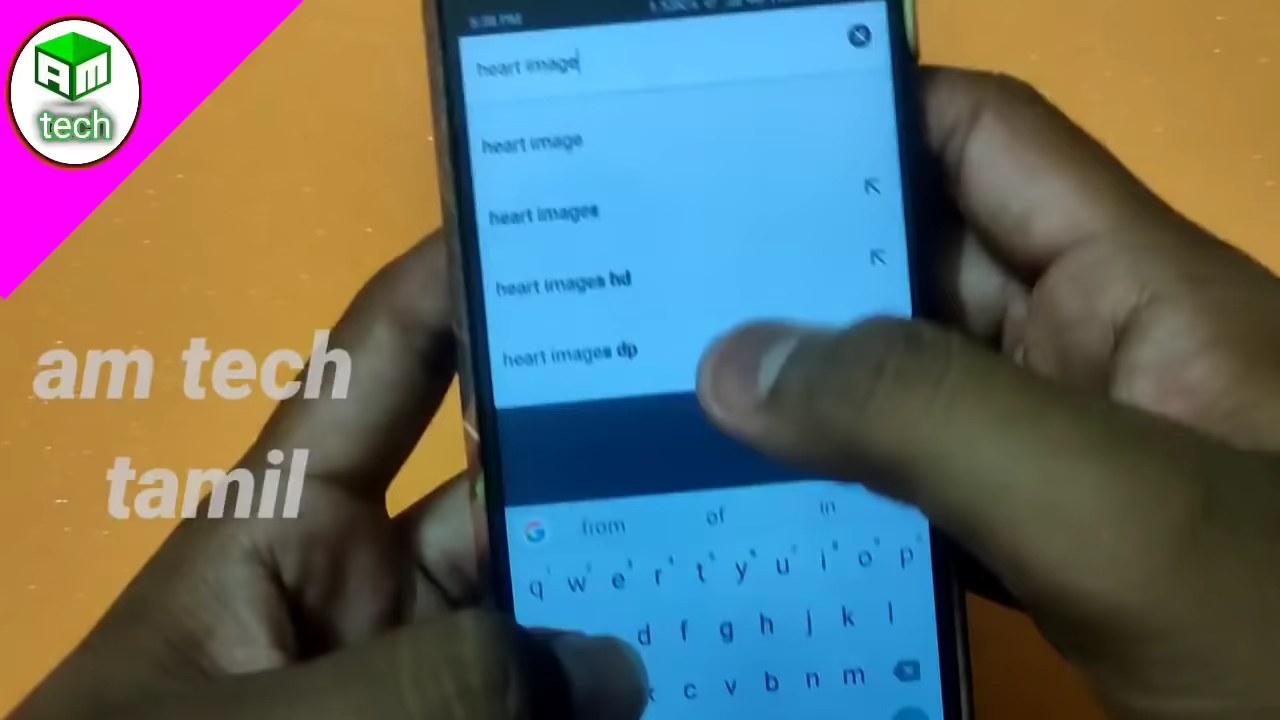 AM
tech
am tech
tamil
heart image
heart image
heart images
heart images hd
heart images dp
from of in
q w e r t y u i o p
d f g h j k l
c v b n m